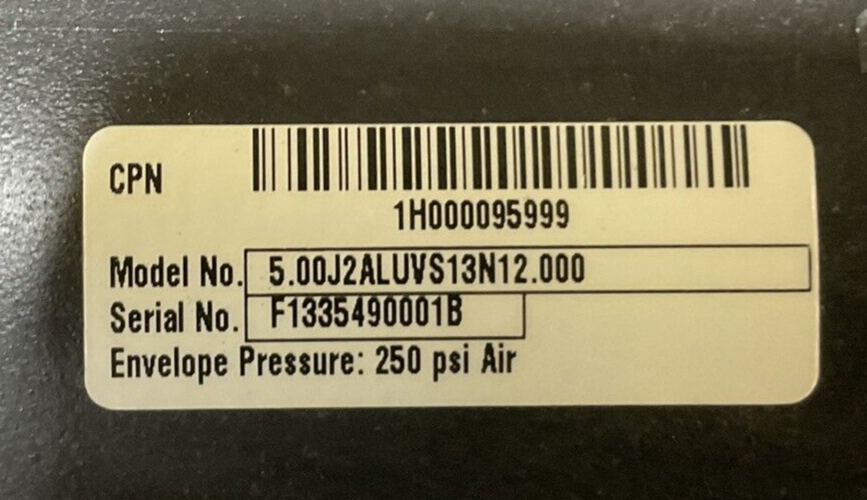 CPN
1H000095999
Model No. 5.00J2ALUVS13N12.000
Serial No. F1335490001B
Envelope Pressure: 250 psi Air